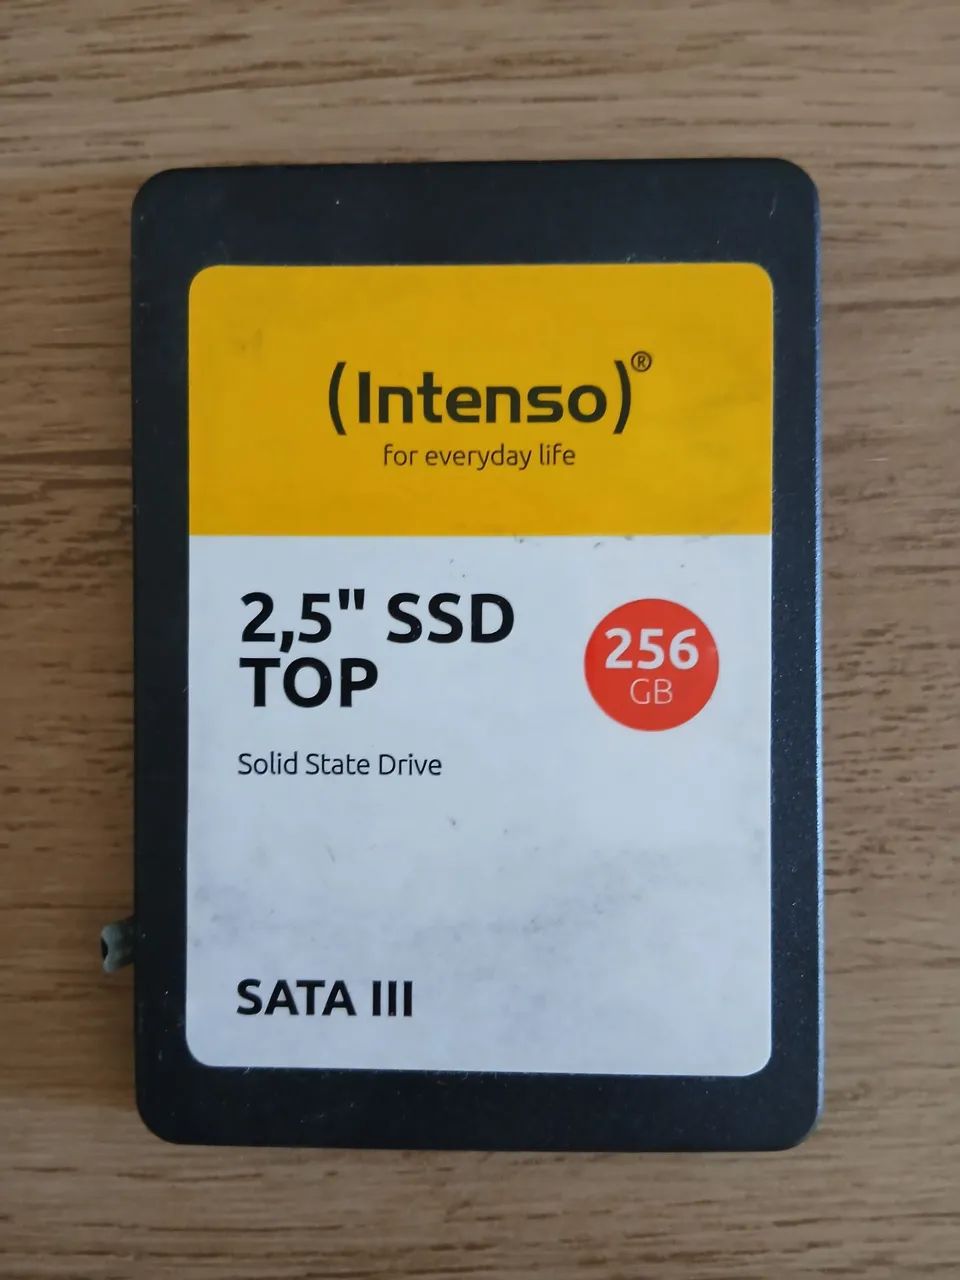 (Intenso)®
for everyday life
2,5" SSD
TOP
256
GB
Solid State Drive
SATA III